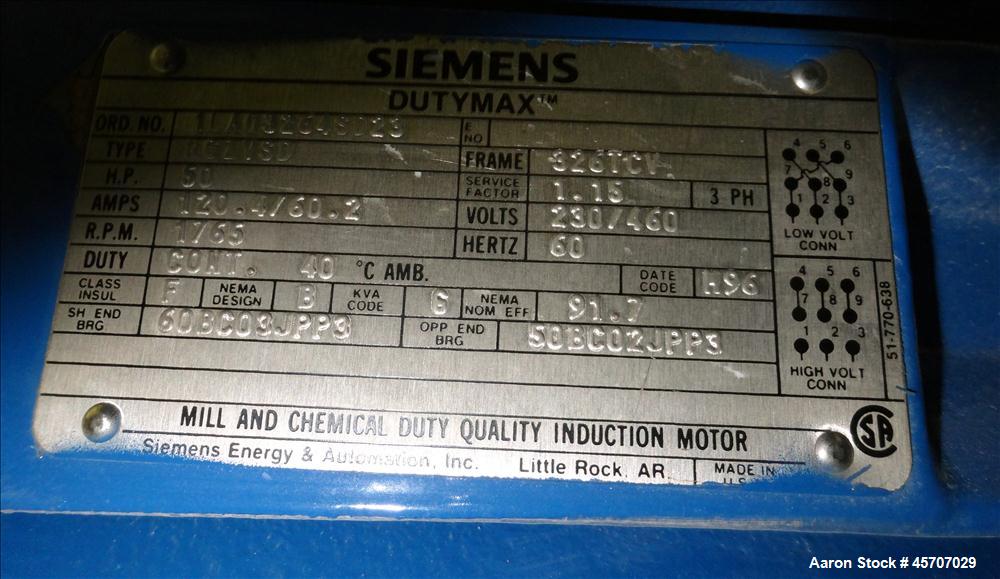 SIEMENS
DUTYMAX™
ORD. NO. E NO
TYPE FRAME 326TCV
H.P. 50 SERVICE FACTOR 1.15 3 PH
AMPS 120.4/60.2 VOLTS 230/460
R.P.M. 1765 HERTZ 60
DUTY CONT. 40 °C AMB. DATE CODE H96
CLASS INSUL F NEMA DESIGN B KVA CODE G NEMA NOM EFF 91.7
SH END BRG 60BC03JPP3 OPP END BRG 50BC02JPP3
4 5 6
7 8 9
1 2 3
LOW VOLT
CONN
4 5 6
7 8 9
1 2 3
HIGH VOLT
CONN
51-770-638
MILL AND CHEMICAL DUTY QUALITY INDUCTION MOTOR
Siemens Energy & Automation, Inc. Little Rock, AR
MADE IN
SA
Aaron Stock # 45707029